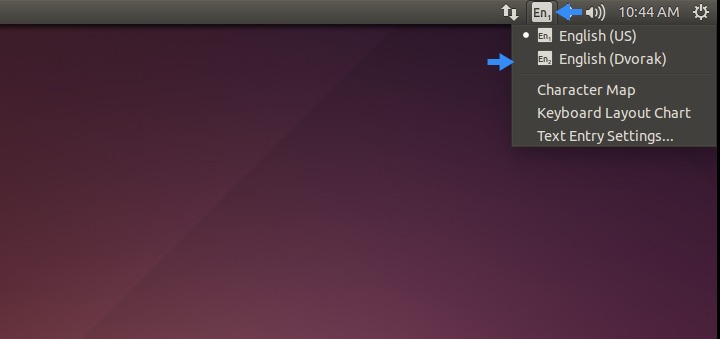 En₁ 10:44 AM
En₁ English (US)
En₂ English (Dvorak)
Character Map
Keyboard Layout Chart
Text Entry Settings...